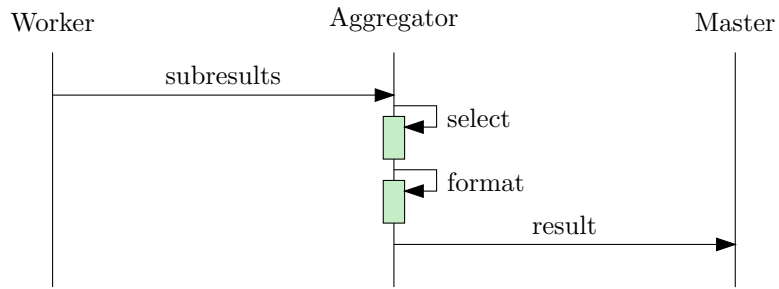 Worker
Aggregator
Master
subresults
select
format
result